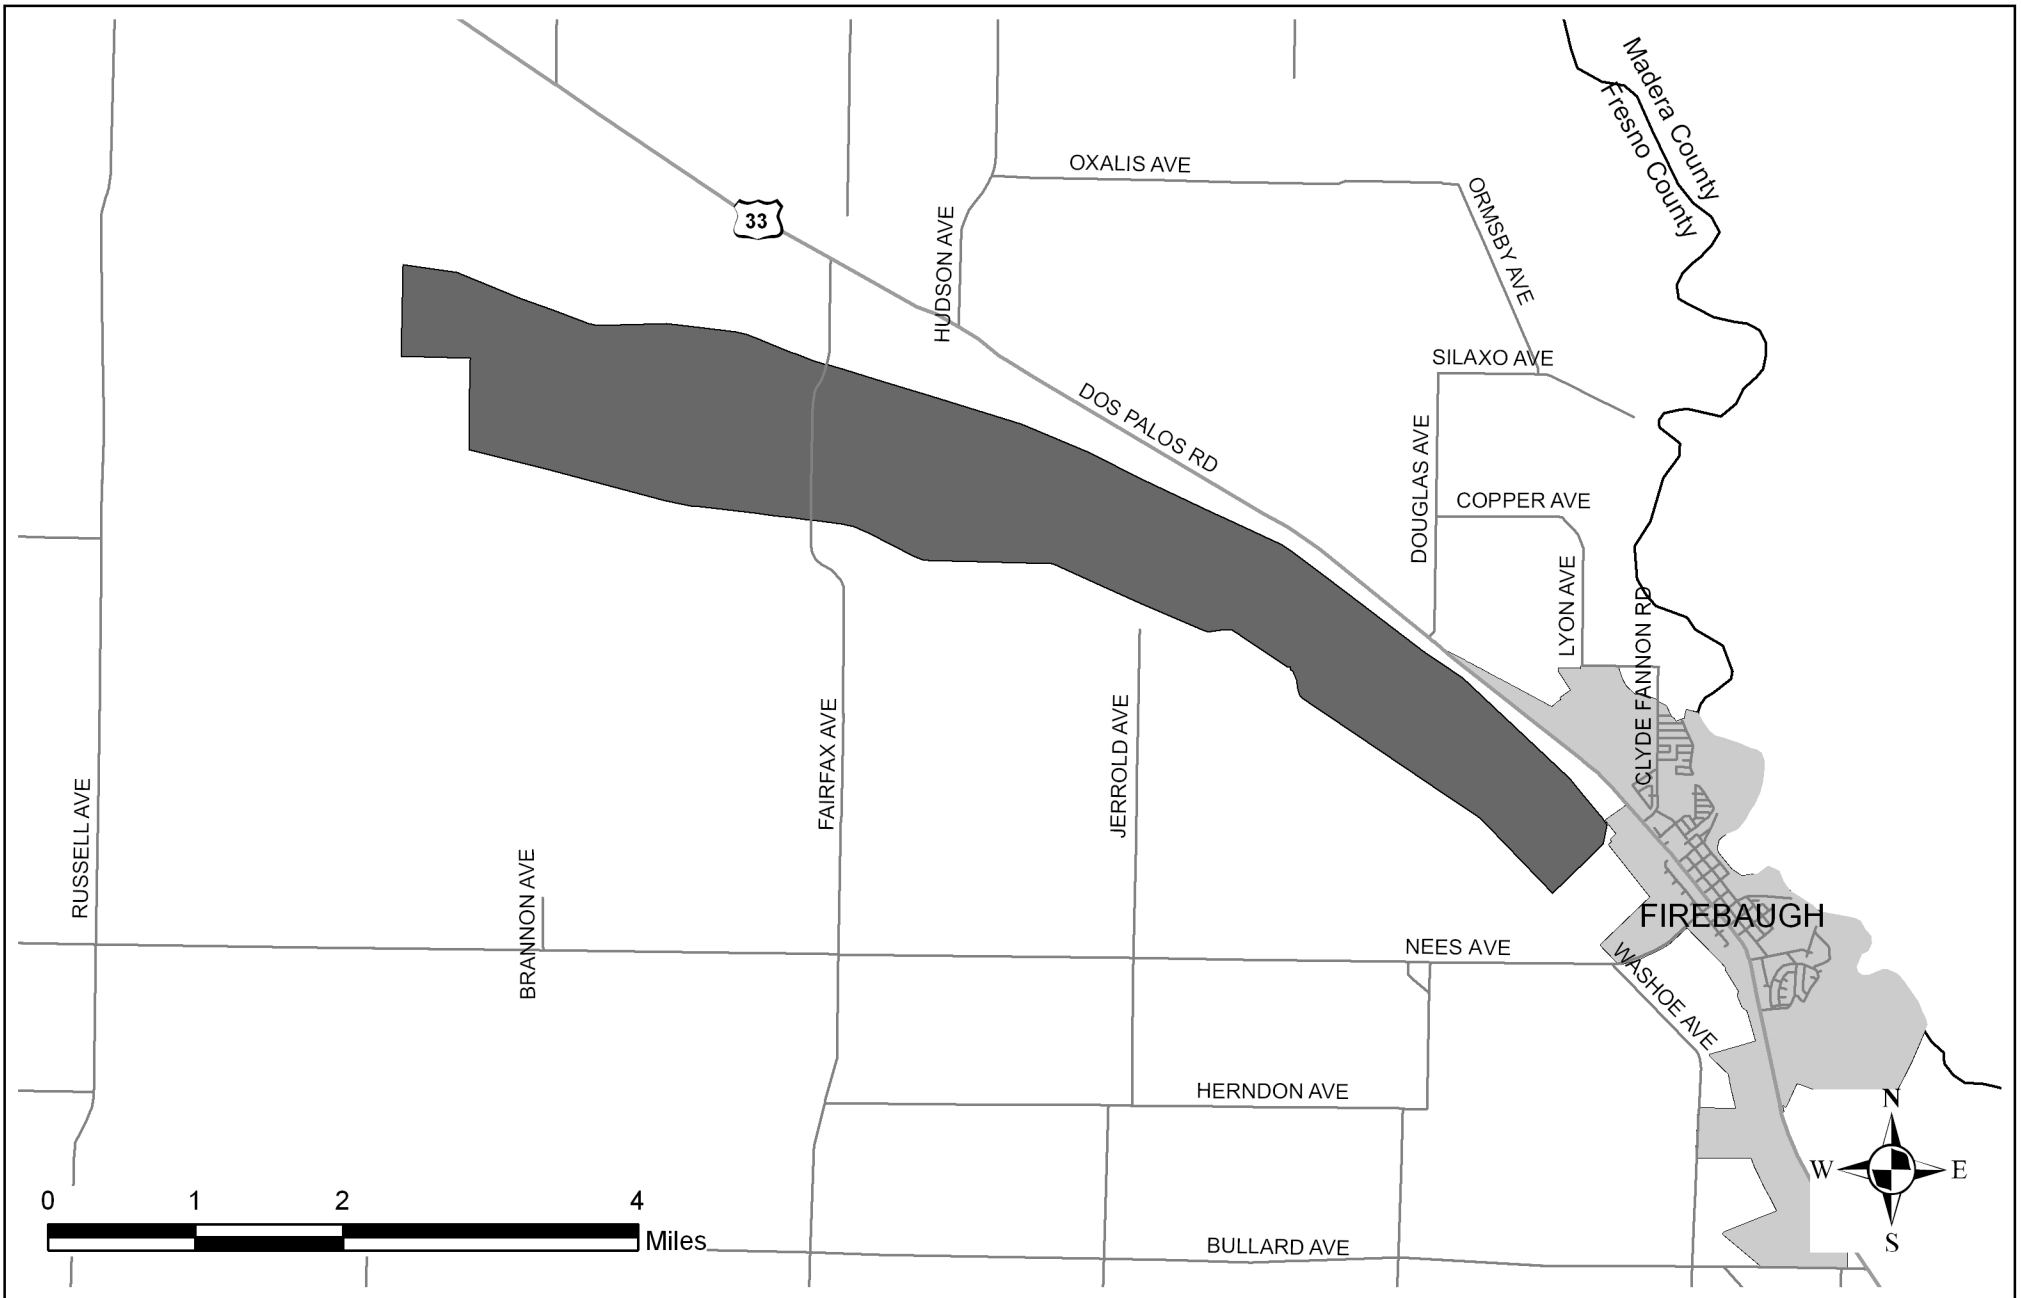 Madera County
Fresno County
OXALIS AVE
ORMSBY AVE
33
HUDSON AVE
SILAXO AVE
DOS PALOS RD
DOUGLAS AVE
COPPER AVE
LYON AVE
CLYDE FANNON RD
FAIRFAX AVE
JERROLD AVE
RUSSELL AVE
BRANNON AVE
FIREBAUGH
NEES AVE
WASHOE AVE
HERNDON AVE
N
W E
S
0 1 2 4
Miles
BULLARD AVE